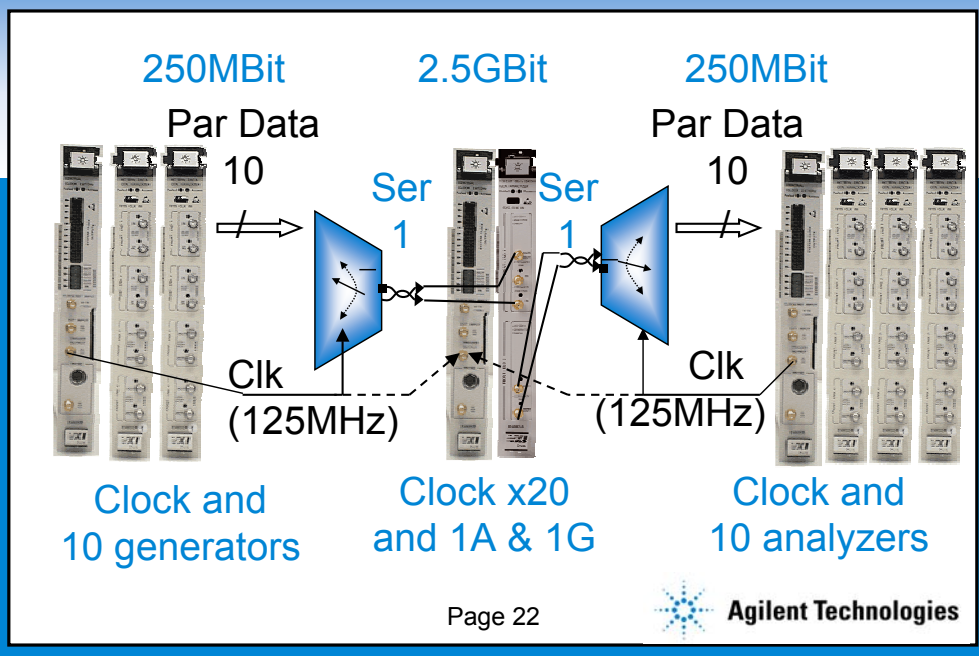 250MBit
2.5GBit
250MBit
Par Data
10
Ser
1
Ser
1
Par Data
10
Clk
(125MHz)
Clk
(125MHz)
Clock and
10 generators
Clock x20
and 1A & 1G
Clock and
10 analyzers
Page 22
Agilent Technologies